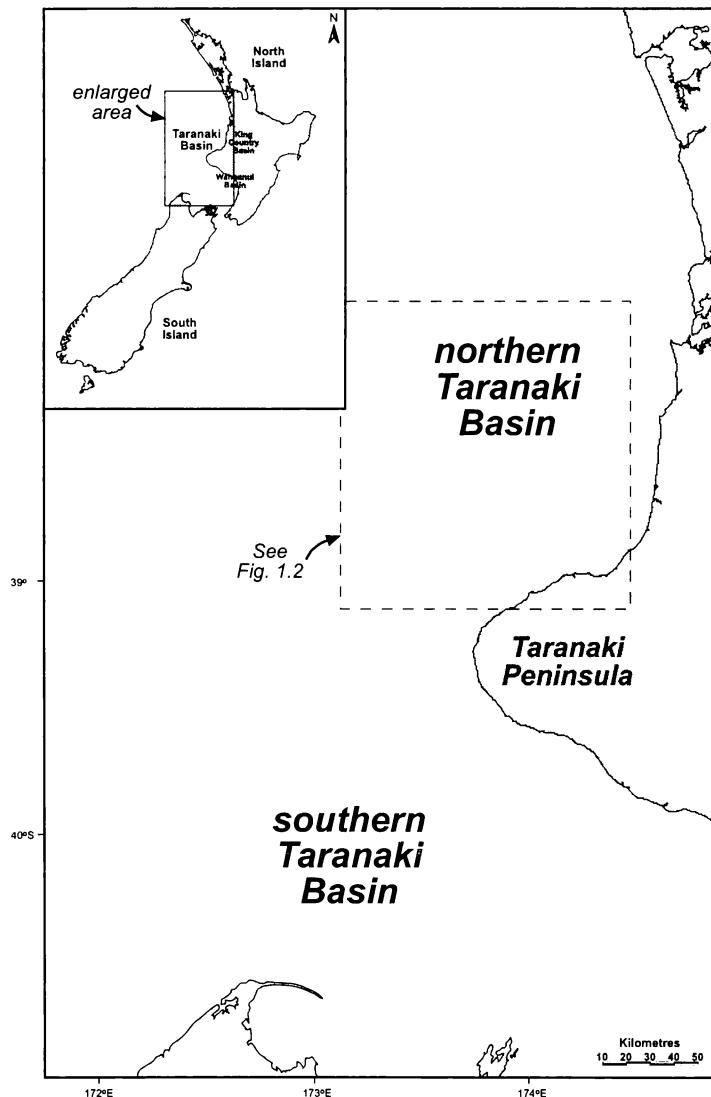 N
North
Island
enlarged
area
Taranaki
Basin
King
Country
Basin
Wanganui
Basin
South
Island
northern
Taranaki
Basin
See
Fig. 1.2
39º
Taranaki
Peninsula
southern
Taranaki
Basin
40ºS
Kilometres
10 20 30 40 50
172ºE 173ºE 174ºE